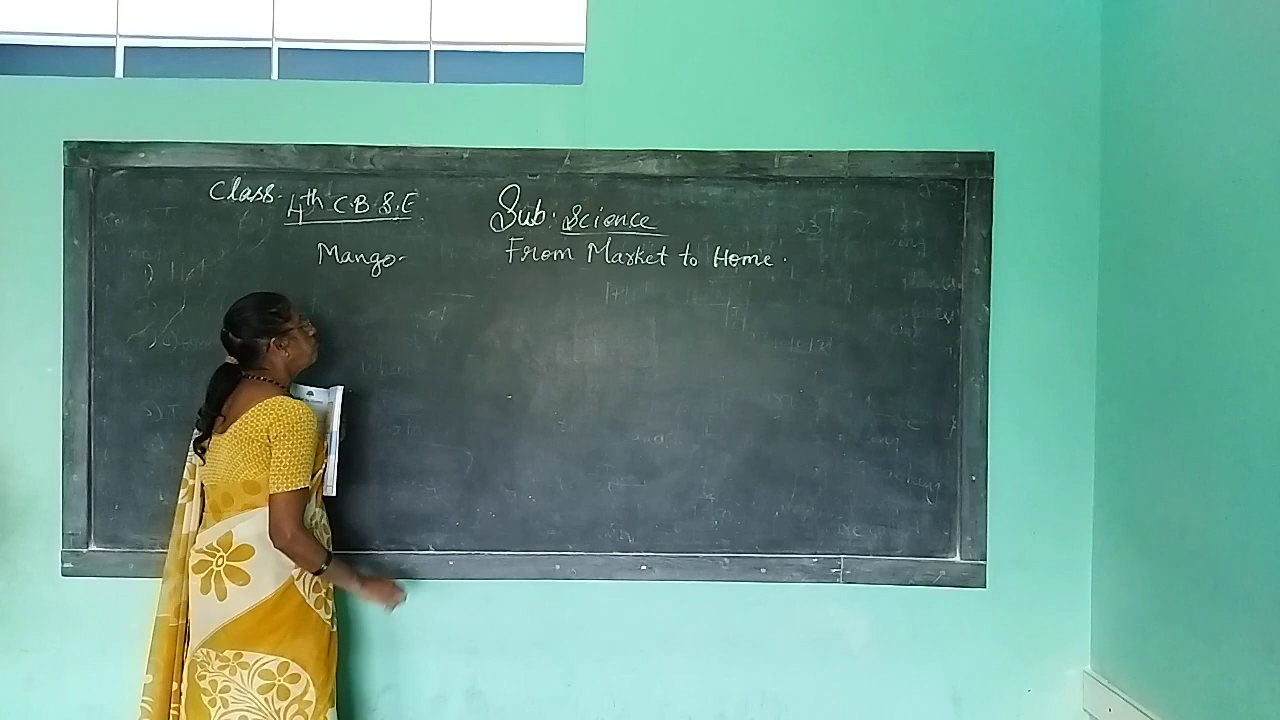 Class: 4th C.B.S.E
Sub: Science
Mango.
From Market to Home.